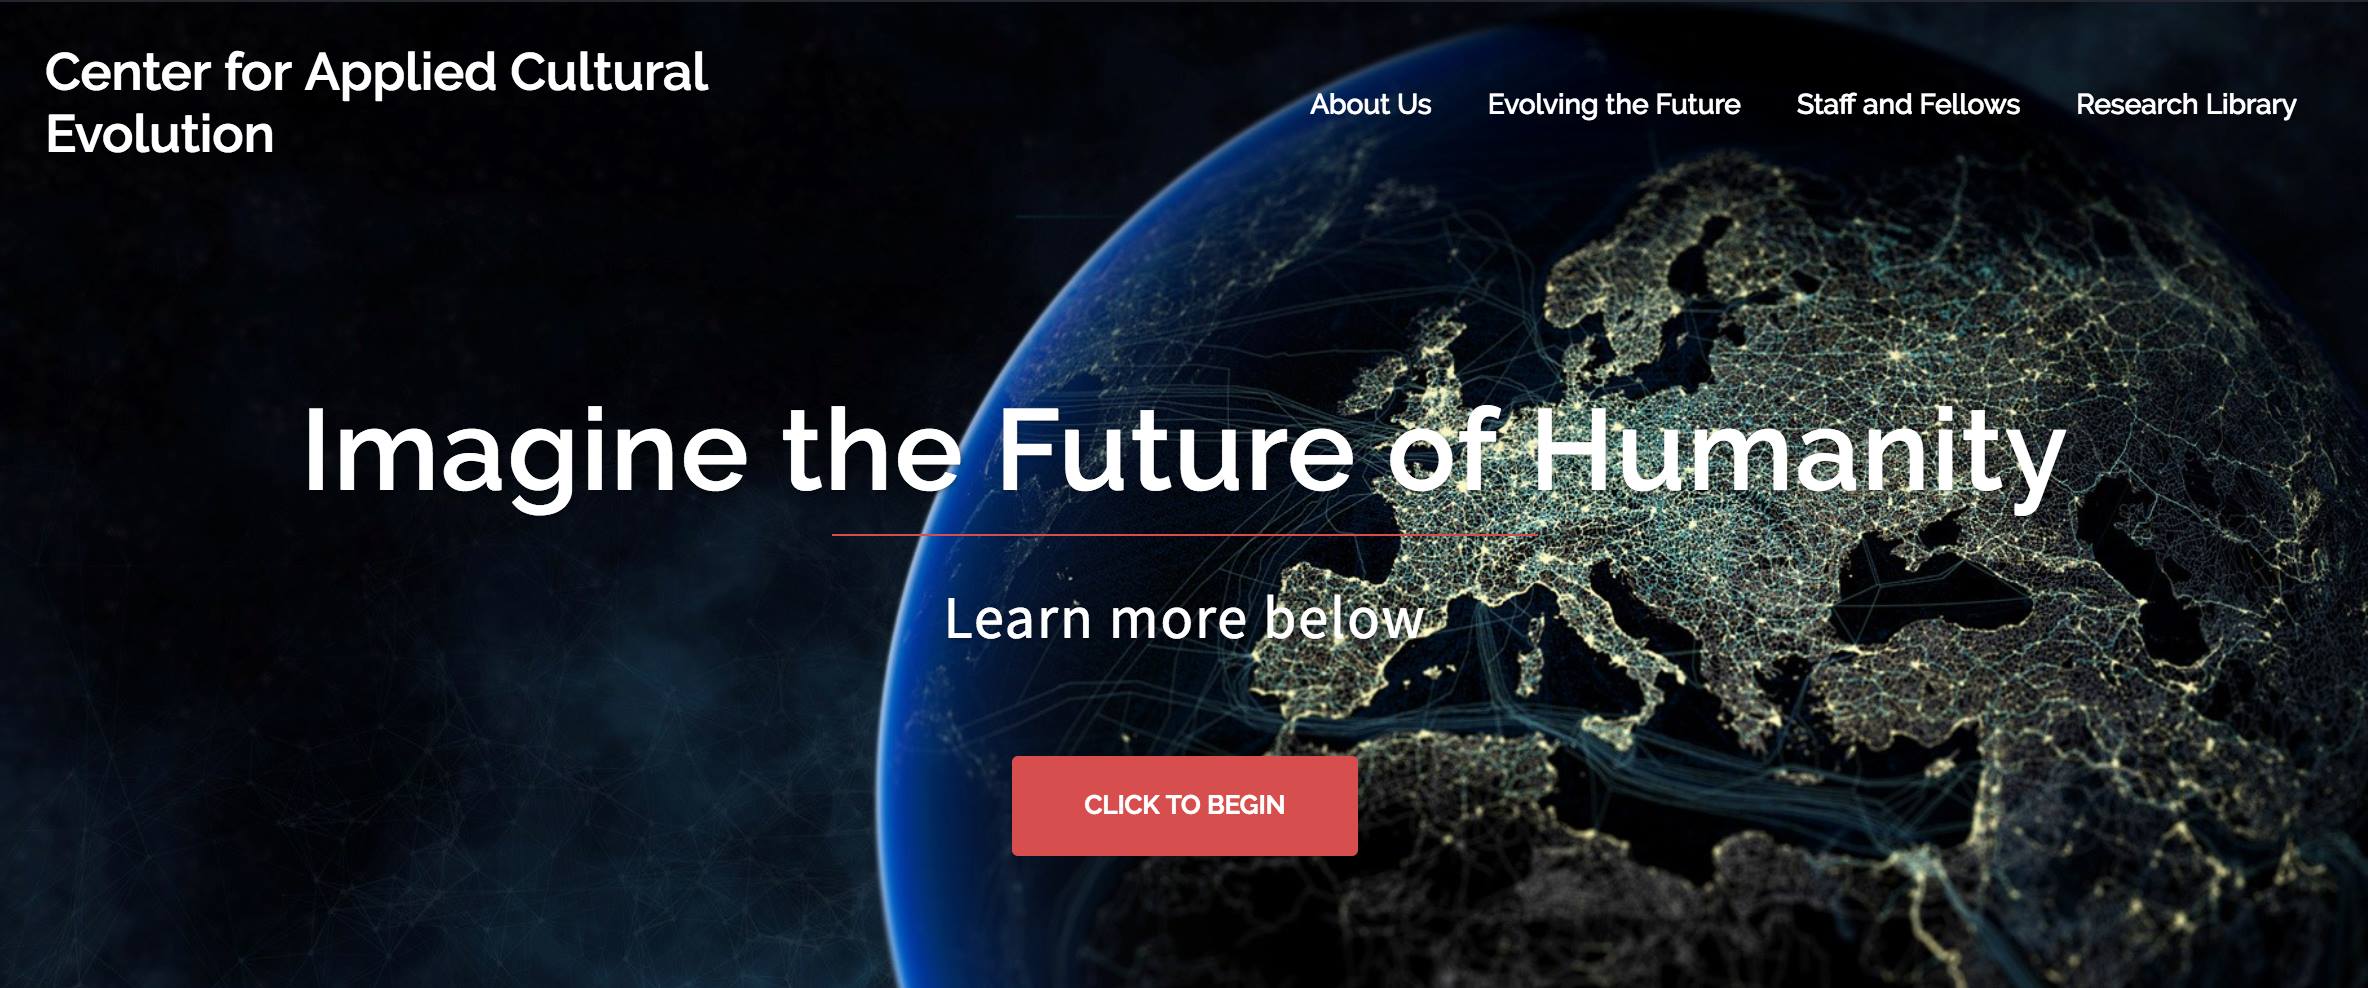 Center for Applied Cultural
Evolution
About Us
Evolving the Future
Staff and Fellows
Research Library
Imagine the Future of Humanity
Learn more below
CLICK TO BEGIN